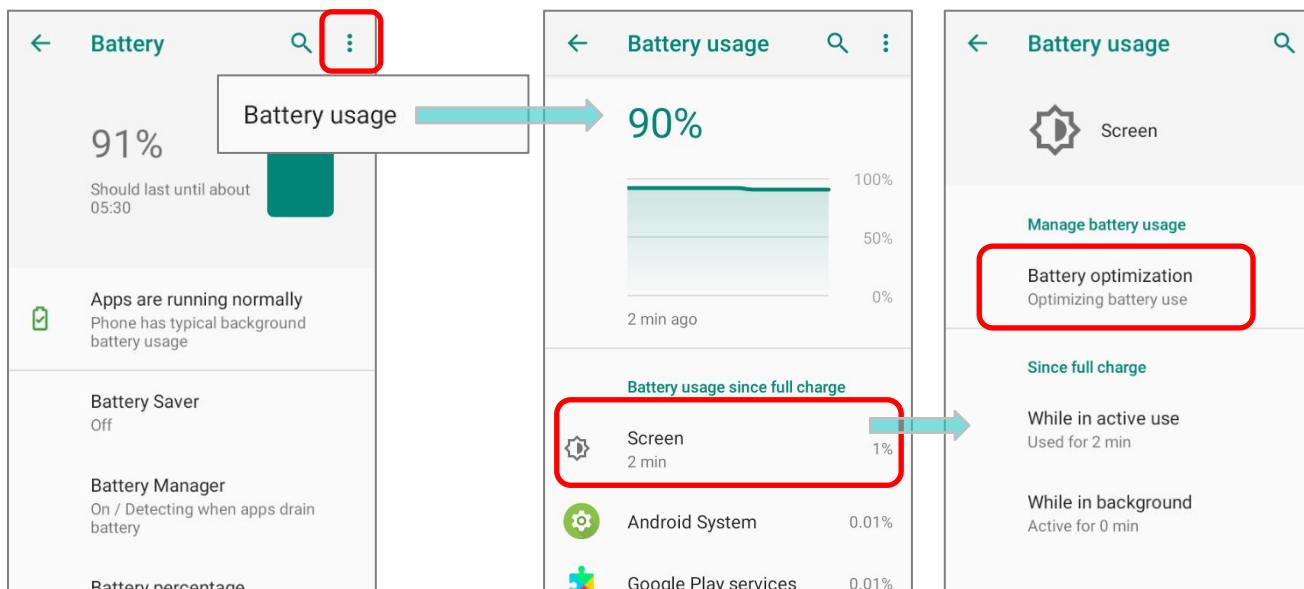 Battery
Battery usage
91%
Should last until about
05:30
Apps are running normally
Phone has typical background
battery usage
Battery Saver
Off
Battery Manager
On / Detecting when apps drain
battery
Battery percentage
Battery usage
90%
100%
50%
0%
2 min ago
Battery usage since full charge
Screen
2 min
1%
Android System
0.01%
Google Play services
0.01%
Battery usage
Screen
Manage battery usage
Battery optimization
Optimizing battery use
Since full charge
While in active use
Used for 2 min
While in background
Active for 0 min